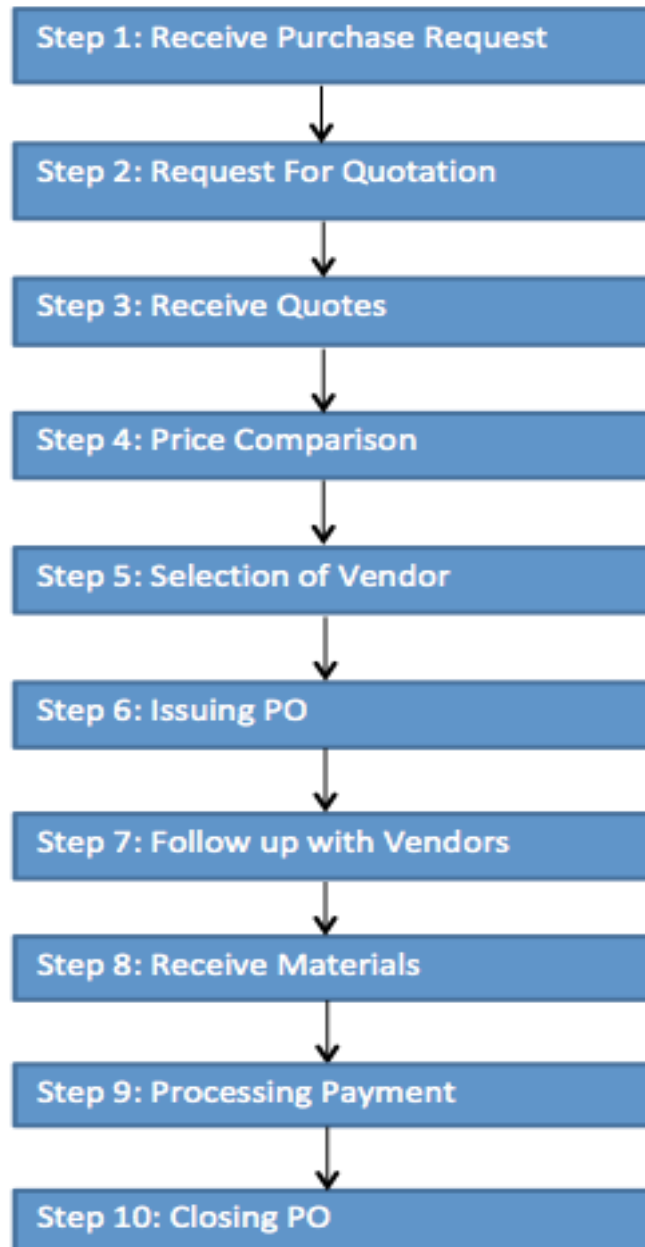 Step 1: Receive Purchase Request
Step 2: Request For Quotation
Step 3: Receive Quotes
Step 4: Price Comparison
Step 5: Selection of Vendor
Step 6: Issuing PO
Step 7: Follow up with Vendors
Step 8: Receive Materials
Step 9: Processing Payment
Step 10: Closing PO